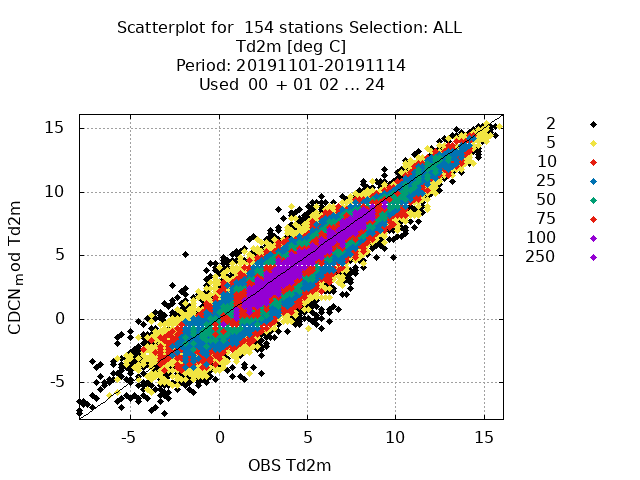 Scatterplot for 154 stations Selection: ALL
Td2m [deg C]
Period: 20191101-20191114
Used 00 + 01 02 ... 24
2
5
10
25
50
75
100
250
15
10
5
0
-5
CDCN_mod Td2m
-5 0 5 10 15
OBS Td2m